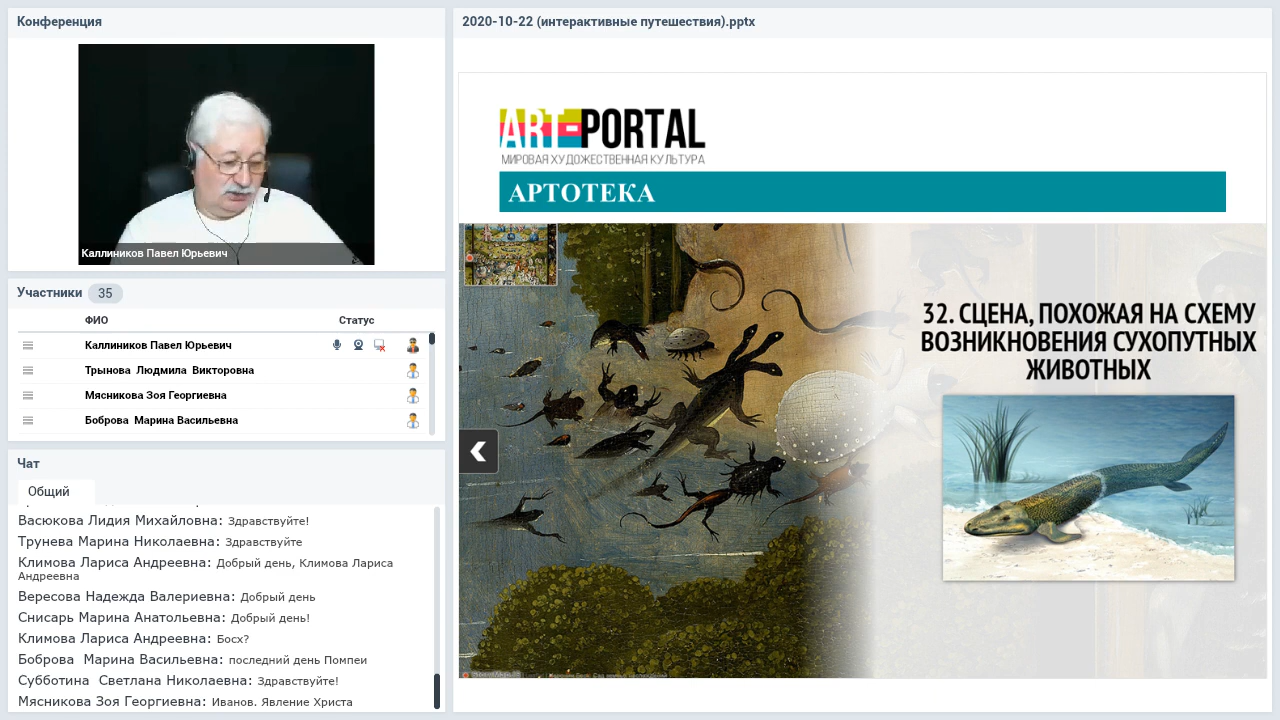 Конференция
Каллиников Павел Юрьевич
Участники 35
ФИО Статус
Каллиников Павел Юрьевич
Трынова Людмила Викторовна
Мясникова Зоя Георгиевна
Боброва Марина Васильевна
Чат
Общий
Васюкова Лидия Михайловна: Здравствуйте!
Трунева Марина Николаевна: Здравствуйте
Климова Лариса Андреевна: Добрый день, Климова Лариса
Андреевна
Вересова Надежда Валериевна: Добрый день
Снисарь Марина Анатольевна: Добрый день!
Климова Лариса Андреевна: Босх?
Боброва Марина Васильевна: последний день Помпеи
Субботина Светлана Николаевна: Здравствуйте!
Мясникова Зоя Георгиевна: Иванов. Явление Христа
2020-10-22 (интерактивные путешествия).pptx
ART-PORTAL
МИРОВАЯ ХУДОЖЕСТВЕННАЯ КУЛЬТУРА
АРТОТЕКА
32. СЦЕНА, ПОХОЖАЯ НА СХЕМУ
ВОЗНИКНОВЕНИЯ СУХОПУТНЫХ
ЖИВОТНЫХ